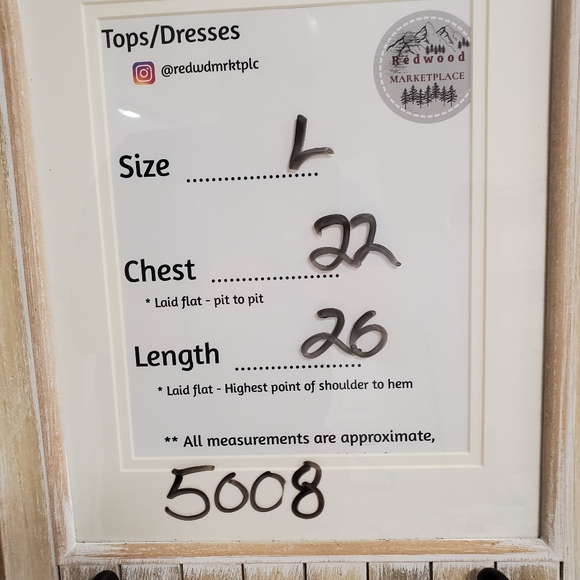 Tops/Dresses
@redwdmrktplc
Redwood
MARKETPLACE
Size .................. L
Chest .................. 22
* Laid flat - pit to pit
Length .................. 26
* Laid flat - Highest point of shoulder to hem
** All measurements are approximate,
5008